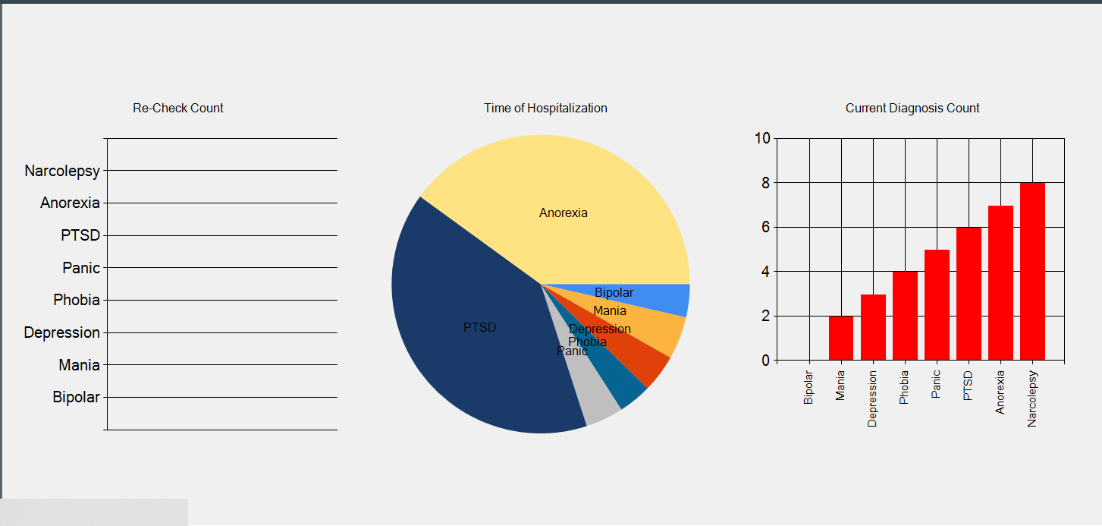 Re-Check Count
Narcolepsy
Anorexia
PTSD
Panic
Phobia
Depression
Mania
Bipolar
Time of Hospitalization
Anorexia
Bipolar
Mania
Depression
Phobia
Panic
PTSD
Current Diagnosis Count
10
8
6
4
2
0
Bipolar
Mania
Depression
Phobia
Panic
PTSD
Anorexia
Narcolepsy